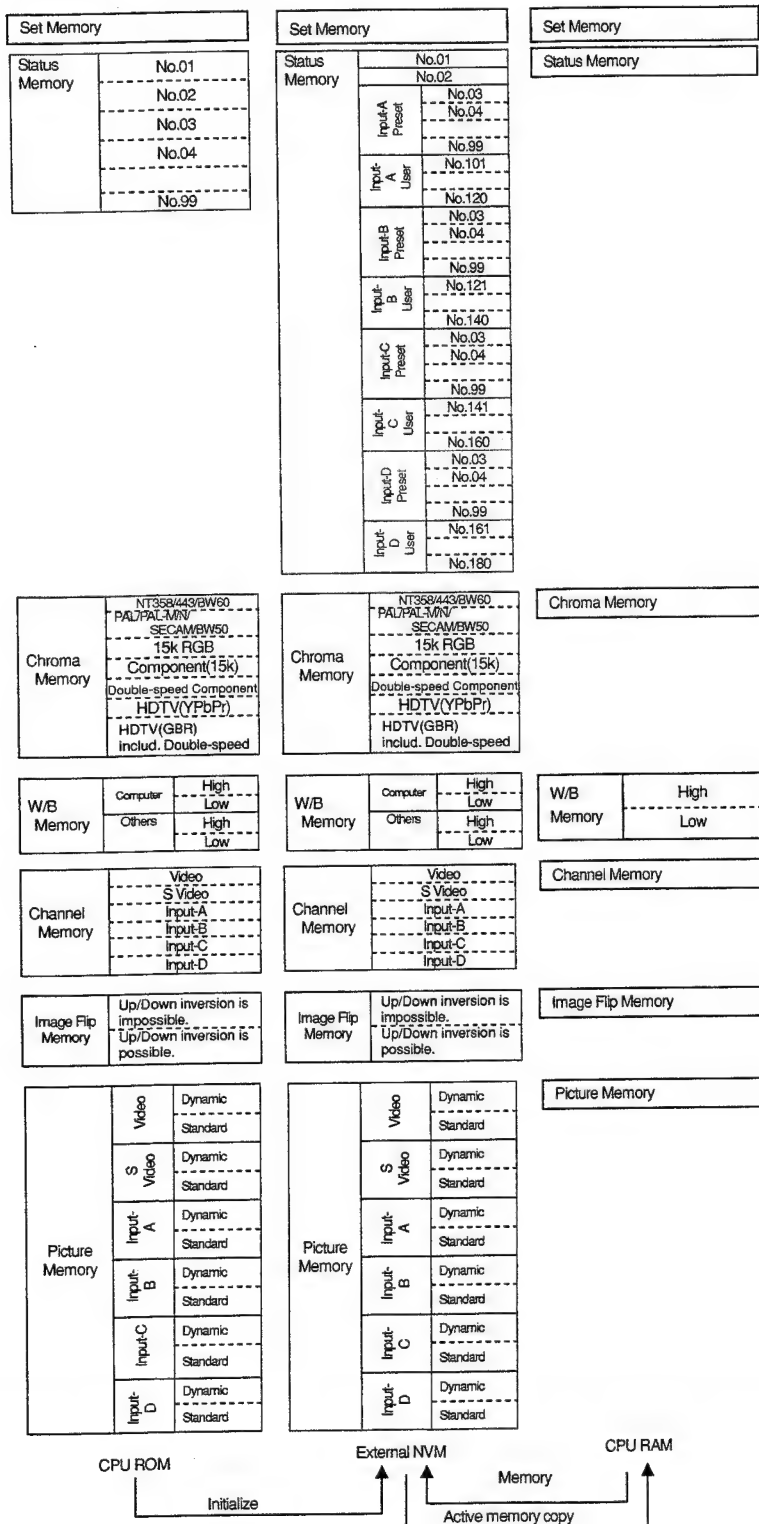 Set Memory
Status
Memory
No.01
No.02
No.03
No.04
No.99
Chroma
Memory
NT358/443/BW60
PAL/PAL-M/N/
SECAM/BW50
15k RGB
Component(15k)
Double-speed Component
HDTV(YPbPr)
HDTV(GBR)
includ. Double-speed
W/B
Memory
Computer
High
Low
Others
High
Low
Channel
Memory
Video
S Video
Input-A
Input-B
Input-C
Input-D
Image Flip
Memory
Up/Down inversion is
impossible.
Up/Down inversion is
possible.
Picture
Memory
Video
Dynamic
Standard
S
Video
Dynamic
Standard
Input-
A
Dynamic
Standard
Input-
B
Dynamic
Standard
Input-C
Dynamic
Standard
Input-
D
Dynamic
Standard
CPU ROM
Set Memory
Status
Memory
No.01
No.02
Input-A
Preset
No.03
No.04
No.99
Input-
A
User
No.101
No.120
Input-B
Preset
No.03
No.04
No.99
Input-
B
User
No.121
No.140
Input-C
Preset
No.03
No.04
No.99
Input-
C
User
No.141
No.160
Input-D
Preset
No.03
No.04
No.99
Input-
D
User
No.161
No.180
Chroma
Memory
NT358/443/BW60
PAL/PAL-M/N/
SECAM/BW50
15k RGB
Component(15k)
Double-speed Component
HDTV(YPbPr)
HDTV(GBR)
includ. Double-speed
W/B
Memory
Computer
High
Low
Others
High
Low
Channel
Memory
Video
S Video
Input-A
Input-B
Input-C
Input-D
Image Flip
Memory
Up/Down inversion is
impossible.
Up/Down inversion is
possible.
Picture
Memory
Video
Dynamic
Standard
S
Video
Dynamic
Standard
Input-
A
Dynamic
Standard
Input-
B
Dynamic
Standard
Input-
C
Dynamic
Standard
Input-
D
Dynamic
Standard
External NVM
Set Memory
Status Memory
Chroma Memory
W/B
Memory
High
Low
Channel Memory
Image Flip Memory
Picture Memory
CPU RAM
Initialize
Memory
Active memory copy